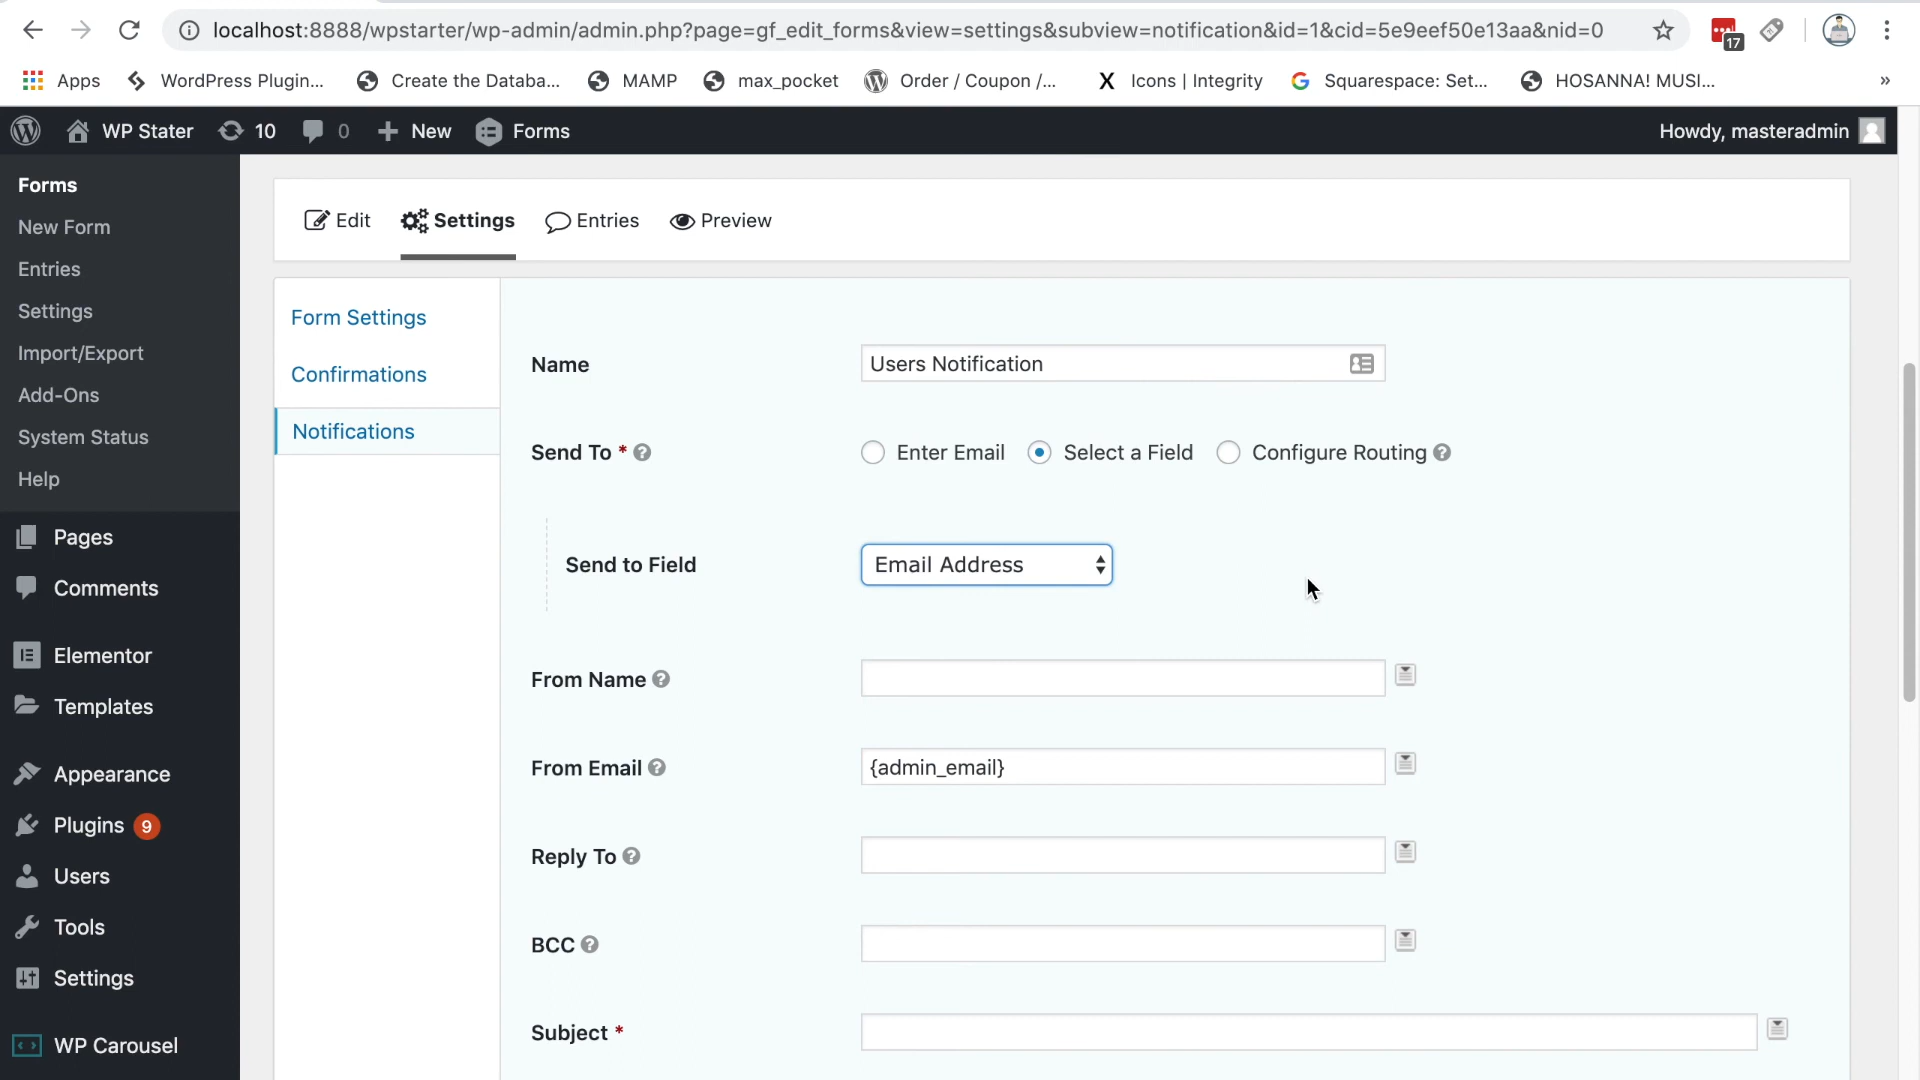 localhost:8888/wpstarter/wp-admin/admin.php?page=gf_edit_forms&view=settings&subview=notification&id=1&cid=5e9eef50e13aa&nid=0
17
Apps WordPress Plugin... Create the Databa... MAMP max_pocket Order / Coupon /... X Icons | Integrity Squarespace: Set... HOSANNA! MUSI... »
WP Stater 10 0 New Forms Howdy, masteradmin
Forms
New Form
Entries
Settings
Import/Export
Add-Ons
System Status
Help
Pages
Comments
Elementor
Templates
Appearance
Plugins 9
Users
Tools
Settings
WP Carousel
Edit Settings Entries Preview
Form Settings
Confirmations
Notifications
Name Users Notification
Send To * Enter Email Select a Field Configure Routing
Send to Field Email Address
From Name
From Email {admin_email}
Reply To
BCC
Subject *